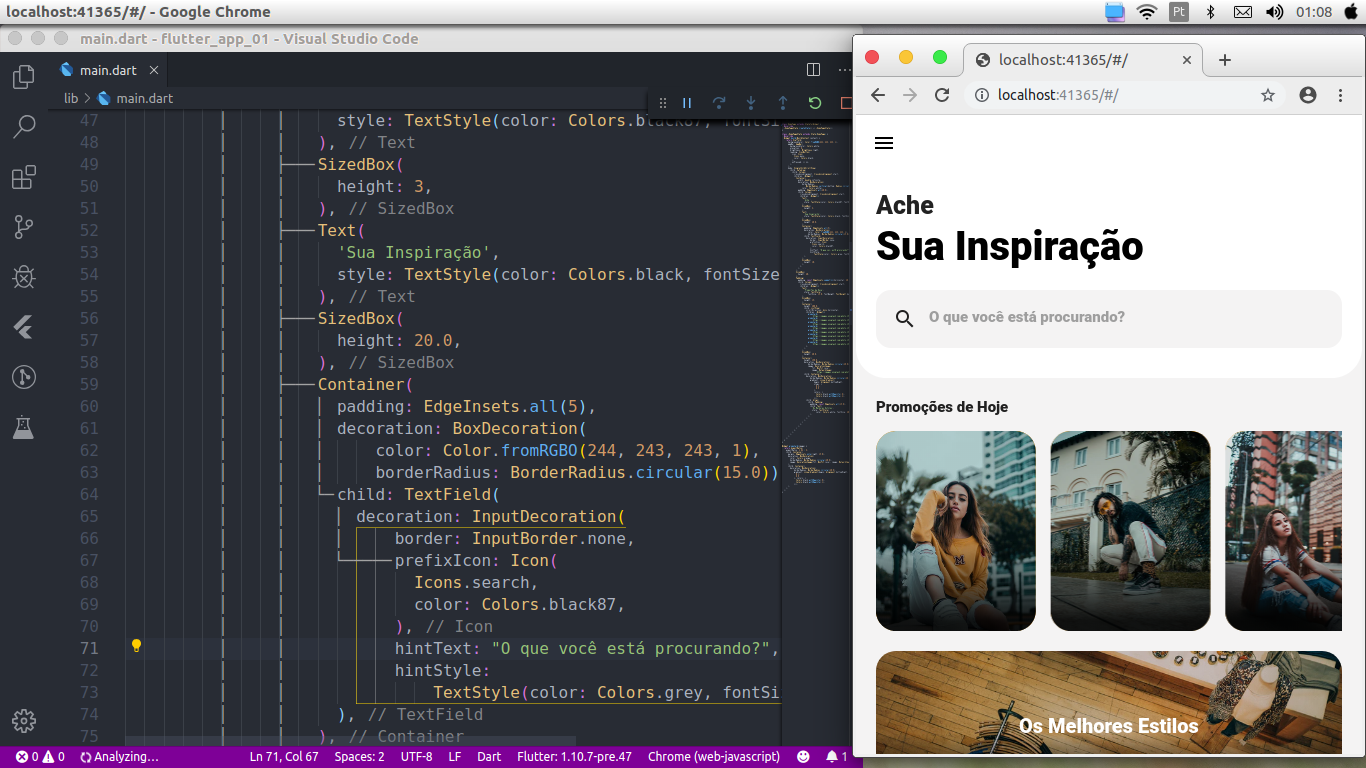 localhost:41365/#/ - Google Chrome
Pt
01:08
main.dart - flutter_app_01 - Visual Studio Code
main.dart
lib > main.dart
47 style: TextStyle(color: Colors.black87, fontSi
48 ), // Text
49 SizedBox(
50 height: 3,
51 ), // SizedBox
52 Text(
53 'Sua Inspiração',
54 style: TextStyle(color: Colors.black, fontSize
55 ), // Text
56 SizedBox(
57 height: 20.0,
58 ), // SizedBox
59 Container(
60 padding: EdgeInsets.all(5),
61 decoration: BoxDecoration(
62 color: Color.fromRGBO(244, 243, 243, 1),
63 borderRadius: BorderRadius.circular(15.0))
64 child: TextField(
65 decoration: InputDecoration(
66 border: InputBorder.none,
67 prefixIcon: Icon(
68 Icons.search,
69 color: Colors.black87,
70 ), // Icon
71 hintText: "O que você está procurando?",
72 hintStyle:
73 TextStyle(color: Colors.grey, fontSi
74 ), // TextField
75 ), // Container
0 0 Analyzing...
Ln 71, Col 67
Spaces: 2
UTF-8
LF
Dart
Flutter: 1.10.7-pre.47
Chrome (web-javascript)
1
localhost:41365/#/
localhost:41365/#/
Ache
Sua Inspiração
O que você está procurando?
Promoções de Hoje
Os Melhores Estilos